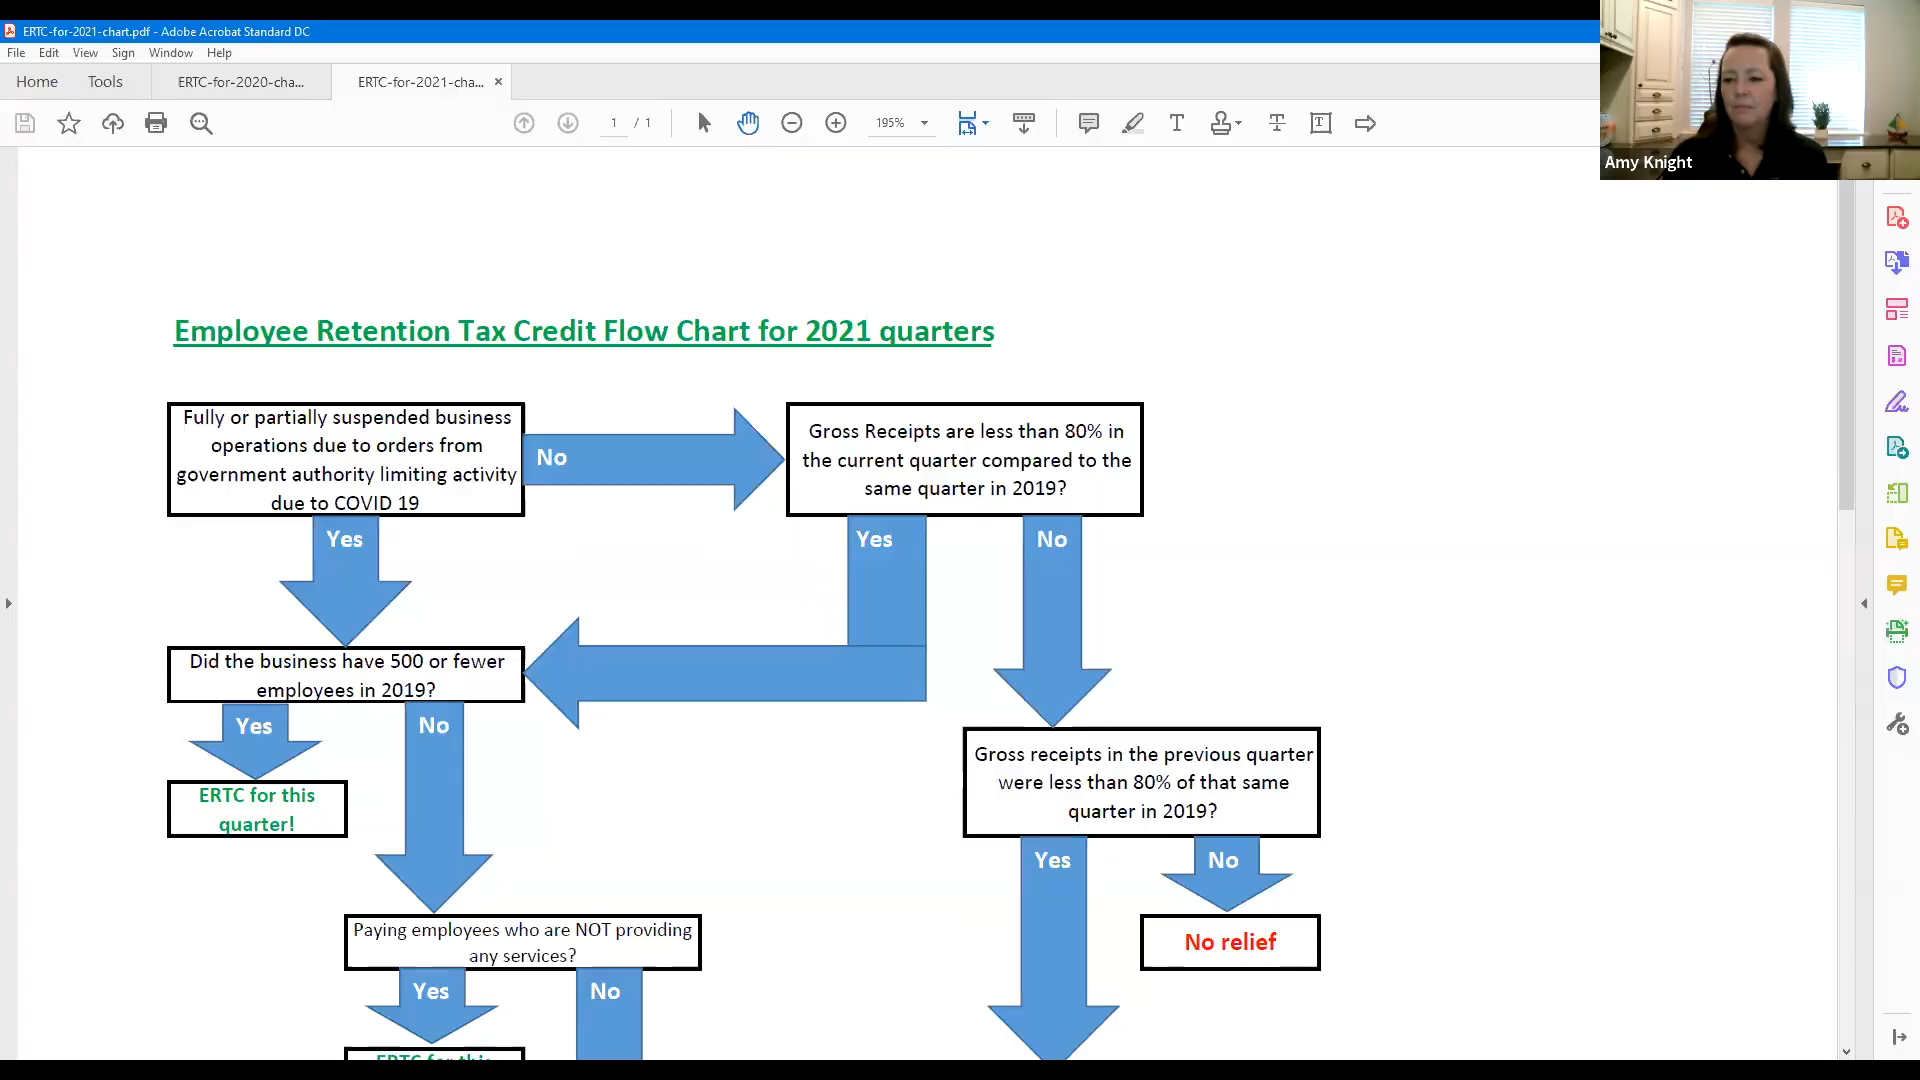 ERTC-for-2021-chart.pdf - Adobe Acrobat Standard DC
File Edit View Sign Window Help
Home Tools ERTC-for-2020-cha... ERTC-for-2021-cha... ×
1 / 1 195%
Amy Knight
Employee Retention Tax Credit Flow Chart for 2021 quarters
Fully or partially suspended business
operations due to orders from
government authority limiting activity
due to COVID 19
No
Gross Receipts are less than 80% in
the current quarter compared to the
same quarter in 2019?
Yes
Yes
No
Did the business have 500 or fewer
employees in 2019?
Yes
No
Gross receipts in the previous quarter
were less than 80% of that same
quarter in 2019?
ERTC for this
quarter!
Yes
No
Paying employees who are NOT providing
any services?
No relief
Yes
No
ERTC for this